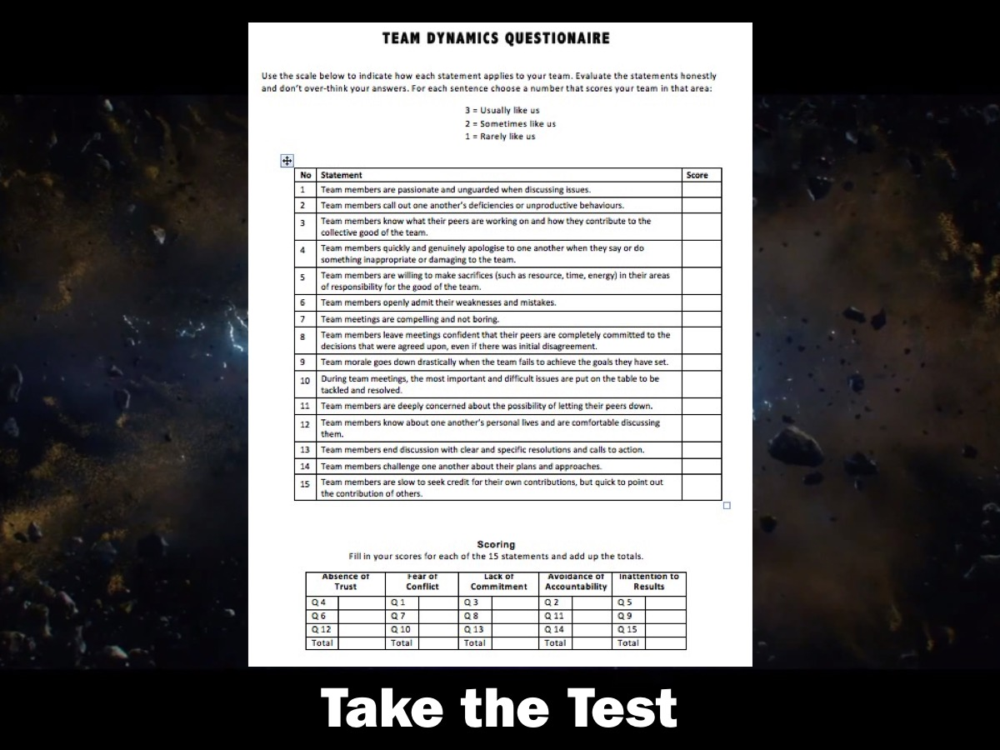 TEAM DYNAMICS QUESTIONAIRE
Use the scale below to indicate how each statement applies to your team. Evaluate the statements honestly
and don't over-think your answers. For each sentence choose a number that scores your team in that area:
3 = Usually like us
2 = Sometimes like us
1 = Rarely like us
No Statement Score
1 Team members are passionate and unguarded when discussing issues.
2 Team members call out one another's deficiencies or unproductive behaviours.
3 Team members know what their peers are working on and how they contribute to the
collective good of the team.
4 Team members quickly and genuinely apologise to one another when they say or do
something inappropriate or damaging to the team.
5 Team members are willing to make sacrifices (such as resource, time, energy) in their areas
of responsibility for the good of the team.
6 Team members openly admit their weaknesses and mistakes.
7 Team meetings are compelling and not boring.
8 Team members leave meetings confident that their peers are completely committed to the
decisions that were agreed upon, even if there was initial disagreement.
9 Team morale goes down drastically when the team fails to achieve the goals they have set.
10 During team meetings, the most important and difficult issues are put on the table to be
tackled and resolved.
11 Team members are deeply concerned about the possibility of letting their peers down.
12 Team members know about one another's personal lives and are comfortable discussing
them.
13 Team members end discussion with clear and specific resolutions and calls to action.
14 Team members challenge one another about their plans and approaches.
15 Team members are slow to seek credit for their own contributions, but quick to point out
the contribution of others.
Scoring
Fill in your scores for each of the 15 statements and add up the totals.
Absence of Fear of Lack of Avoidance of Inattention to
Trust Conflict Commitment Accountability Results
Q 4 Q 1 Q 3 Q 2 Q 5
Q 6 Q 7 Q 8 Q 11 Q 9
Q 12 Q 10 Q 13 Q 14 Q 15
Total Total Total Total Total
Take the Test